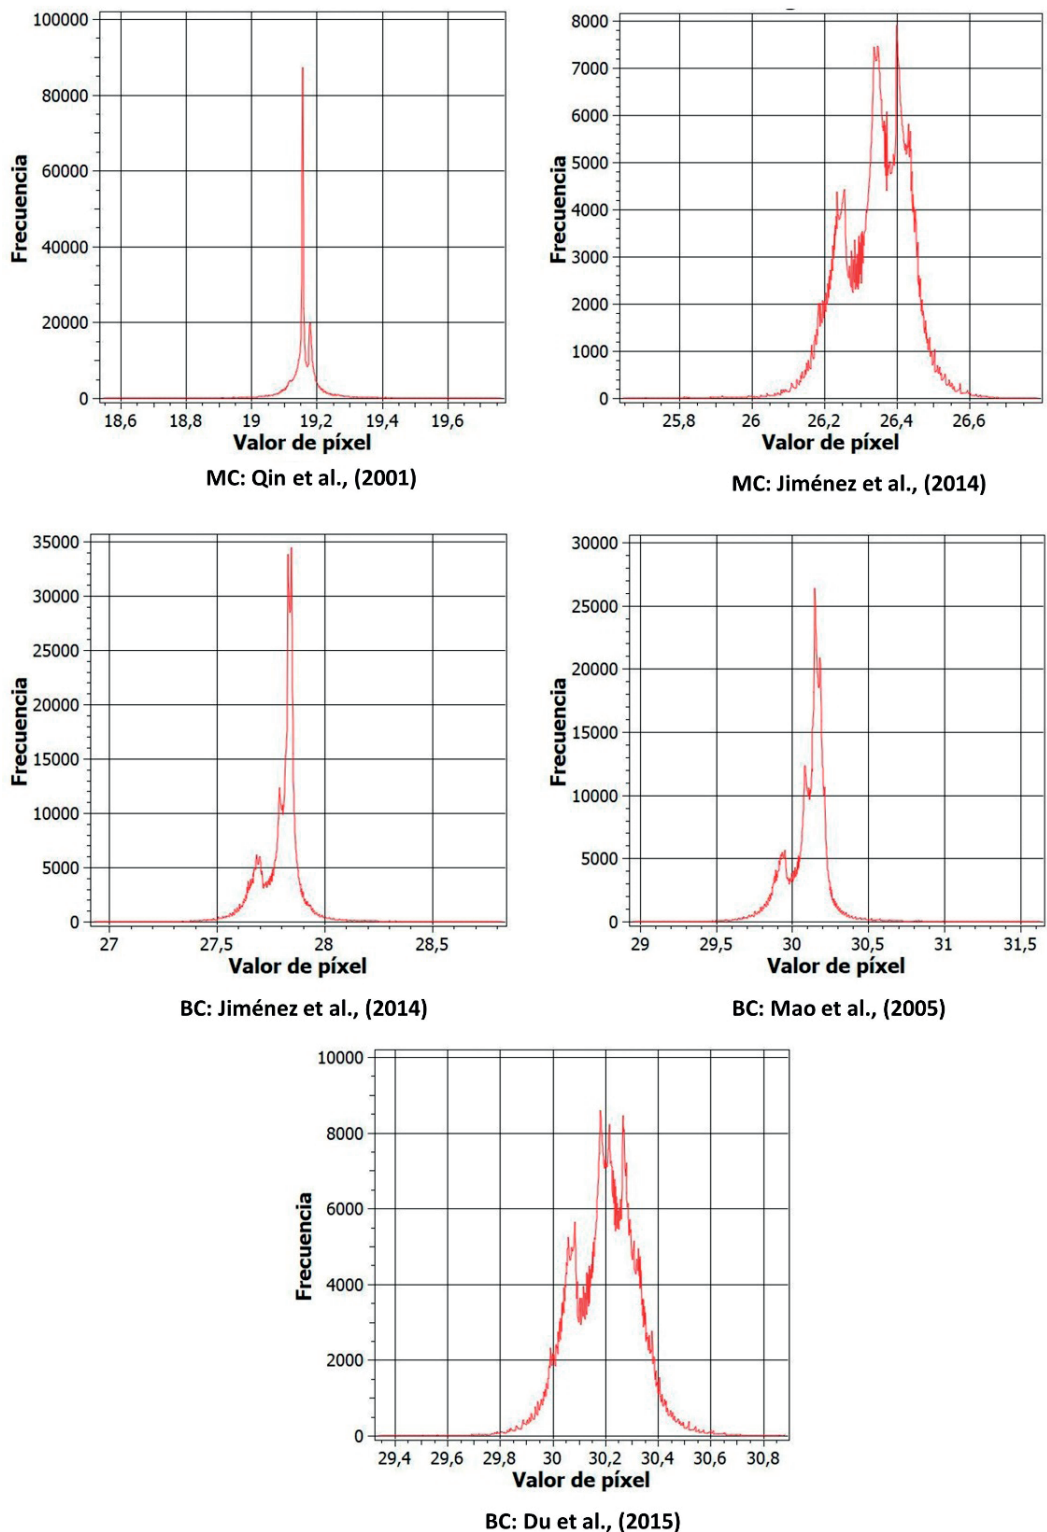 100000
80000
60000
40000
20000
0
Frecuencia
18,6 18,8 19 19,2 19,4 19,6
Valor de píxel
MC: Qin et al., (2001)
8000
7000
6000
5000
4000
3000
2000
1000
0
Frecuencia
25,8 26 26,2 26,4 26,6
Valor de píxel
MC: Jiménez et al., (2014)
35000
30000
25000
20000
15000
10000
5000
0
Frecuencia
27 27,5 28 28,5
Valor de píxel
BC: Jiménez et al., (2014)
30000
25000
20000
15000
10000
5000
0
Frecuencia
29 29,5 30 30,5 31 31,5
Valor de píxel
BC: Mao et al., (2005)
10000
8000
6000
4000
2000
0
Frecuencia
29,4 29,6 29,8 30 30,2 30,4 30,6 30,8
Valor de píxel
BC: Du et al., (2015)